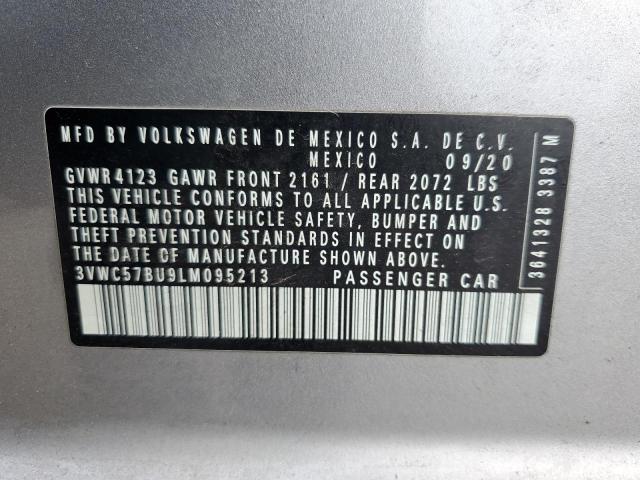 MFD BY VOLKSWAGEN DE MEXICO S.A. DE C.V.
MEXICO 09/20
GVWR 4123 GAWR FRONT 2161 / REAR 2072 LBS
THIS VEHICLE CONFORMS TO ALL APPLICABLE U.S.
FEDERAL MOTOR VEHICLE SAFETY, BUMPER AND
THEFT PREVENTION STANDARDS IN EFFECT ON
THE DATE OF MANUFACTURE SHOWN ABOVE.
3VWC57BU9LM095213 PASSENGER CAR
3641328 3387 M